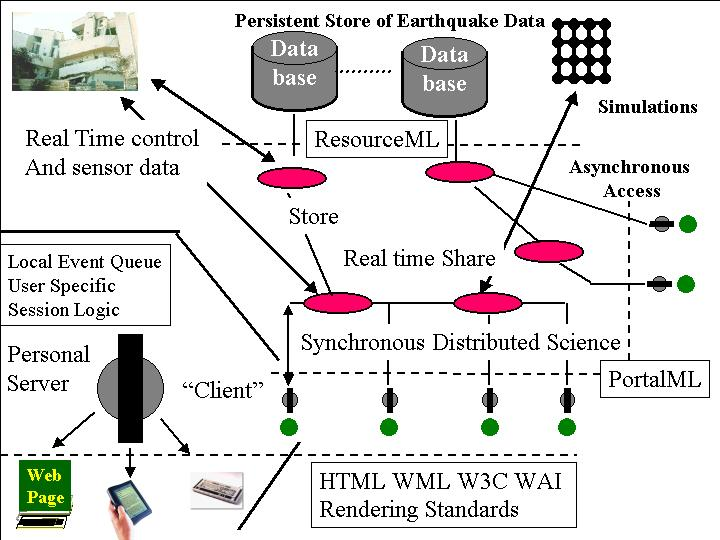 Persistent Store of Earthquake Data
Data
base
Data
base
Simulations
Real Time control
And sensor data
ResourceML
Asynchronous
Access
Store
Local Event Queue
User Specific
Session Logic
Real time Share
Synchronous Distributed Science
Personal
Server
“Client”
PortalML
Web
Page
HTML WML W3C WAI
Rendering Standards